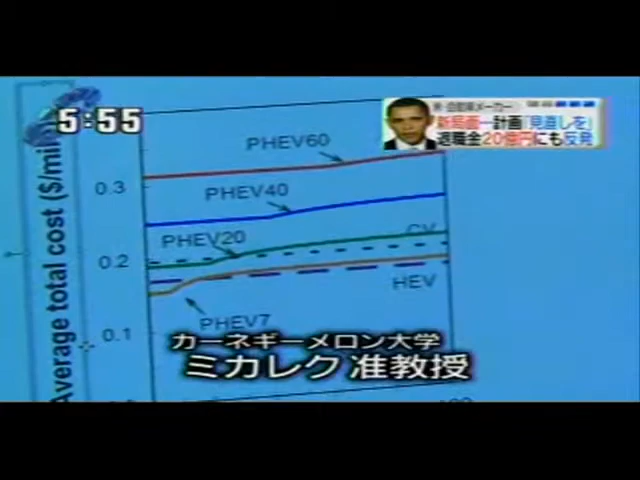 5:55
米・自動車メーカー
新局面…計画「見直しを」
退職金20億円にも反発
Average total cost ($/mil
PHEV60
0.3
PHEV40
PHEV20
CV
0.2
HEV
PHEV7
0.1
カーネギーメロン大学
ミカレク 准教授